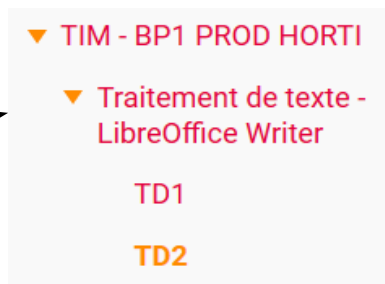 TIM - BP1 PROD HORTI
Traitement de texte -
LibreOffice Writer
TD1
TD2